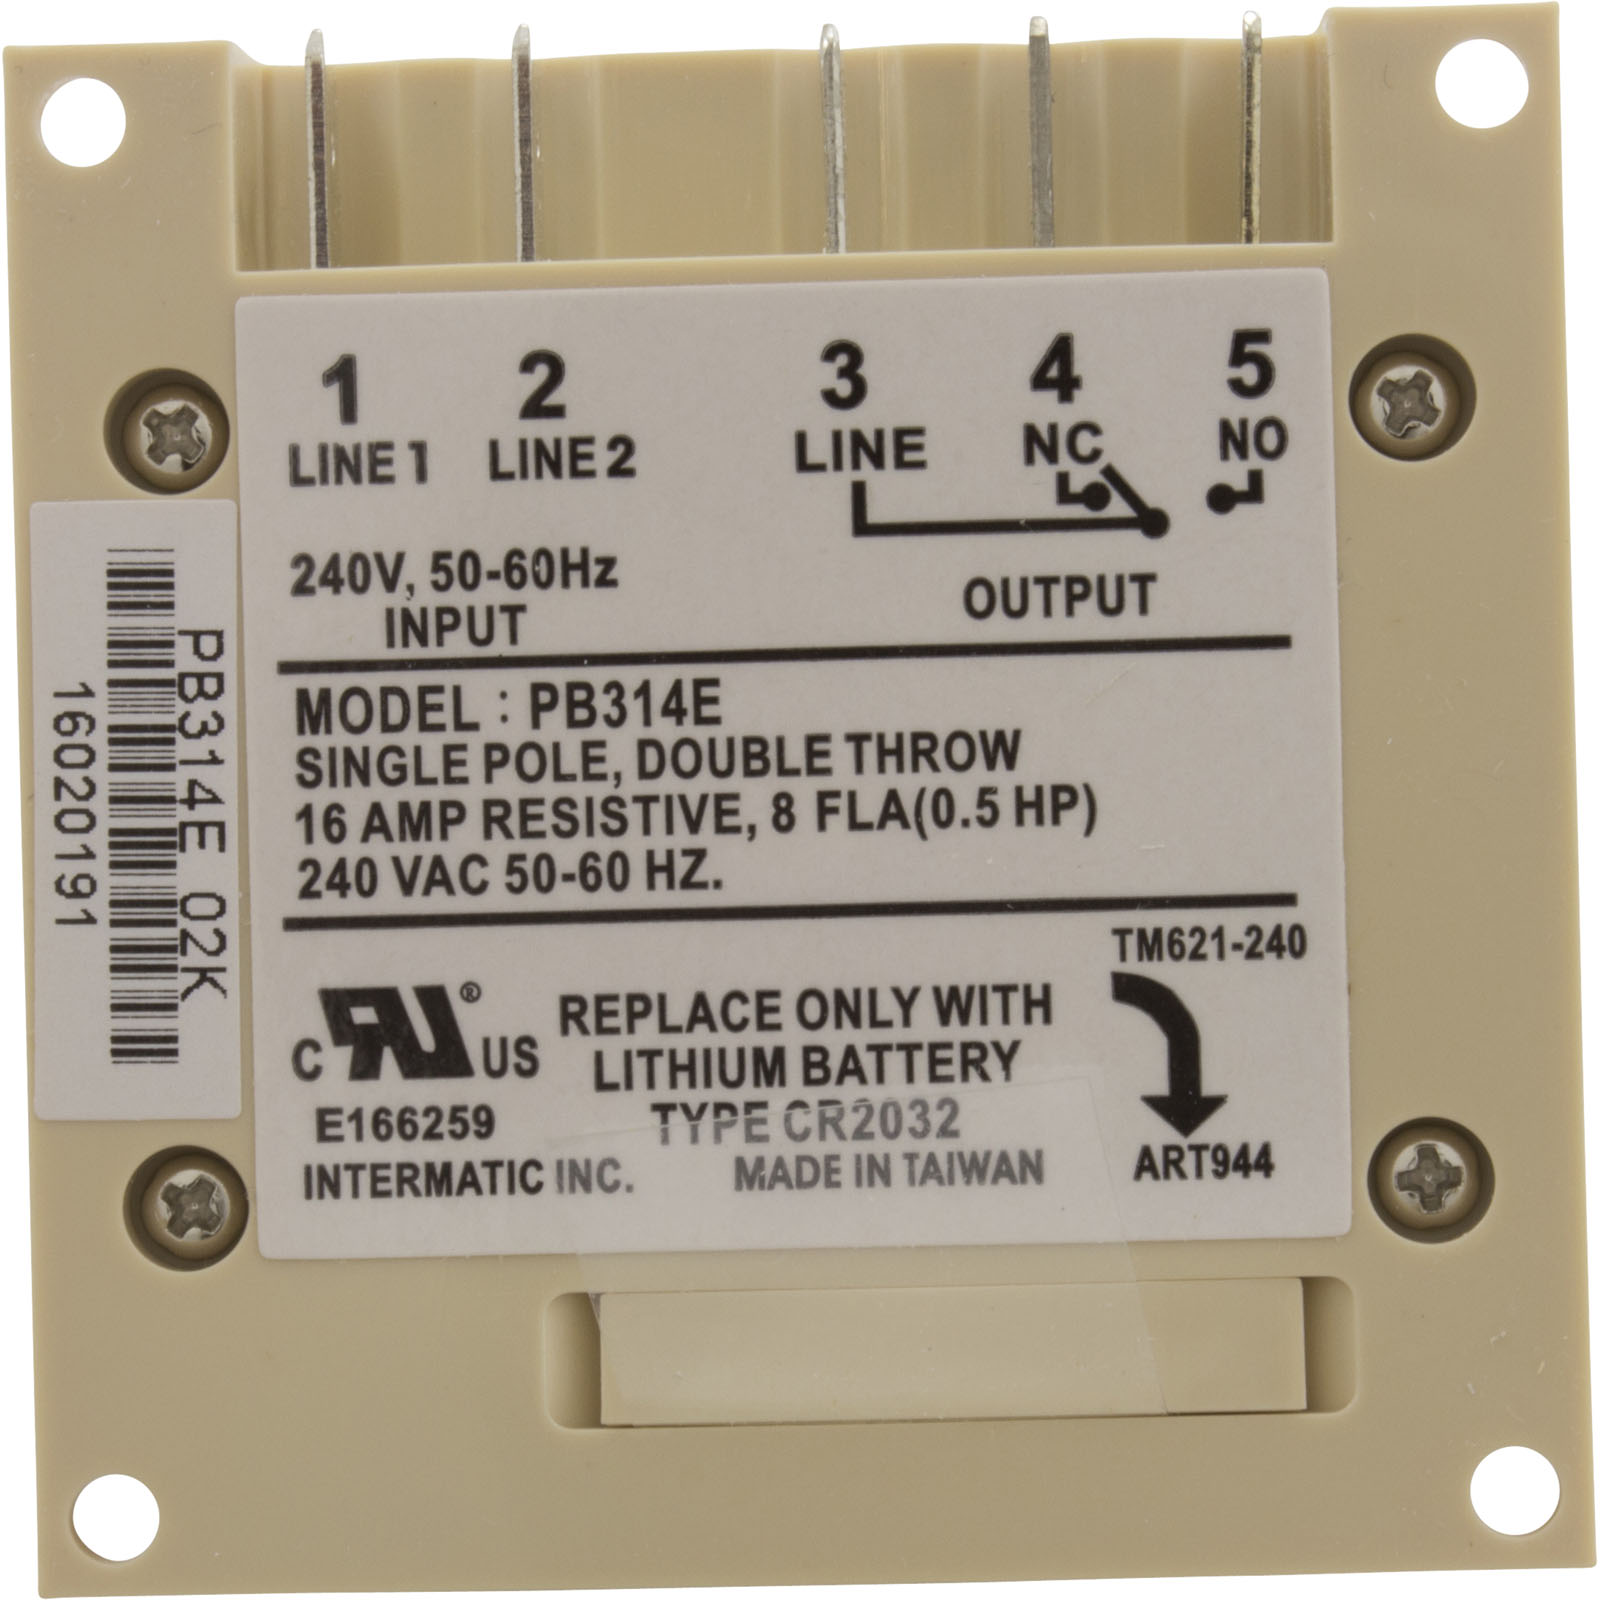 1 2 3 4 5
LINE 1 LINE 2 LINE NC NO
240V, 50-60Hz
INPUT
OUTPUT
MODEL : PB314E
SINGLE POLE, DOUBLE THROW
16 AMP RESISTIVE, 8 FLA(0.5 HP)
240 VAC 50-60 HZ.
TM621-240
C RU® US
REPLACE ONLY WITH
LITHIUM BATTERY
TYPE CR2032
E166259
INTERMATIC INC.
MADE IN TAIWAN
ART944
PB314E 02K
16020191